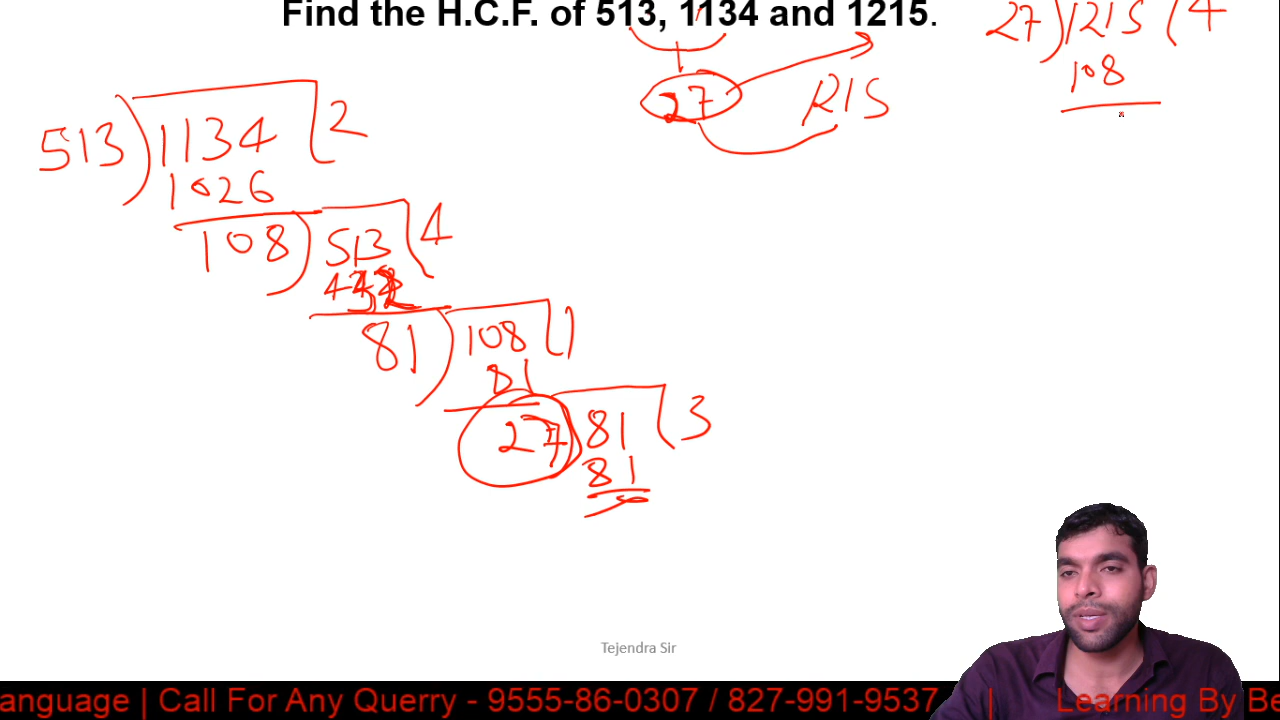 Find the H.C.F. of 513, 1134 and 1215.
27)1215(4
108
27 R1S
513)1134(2
1026
108)513(4
432
81)108(1
81
27)81(3
81
0
Tejendra Sir
anguage | Call For Any Querry - 9555-86-0307 / 827-991-9537 | Learning By Be